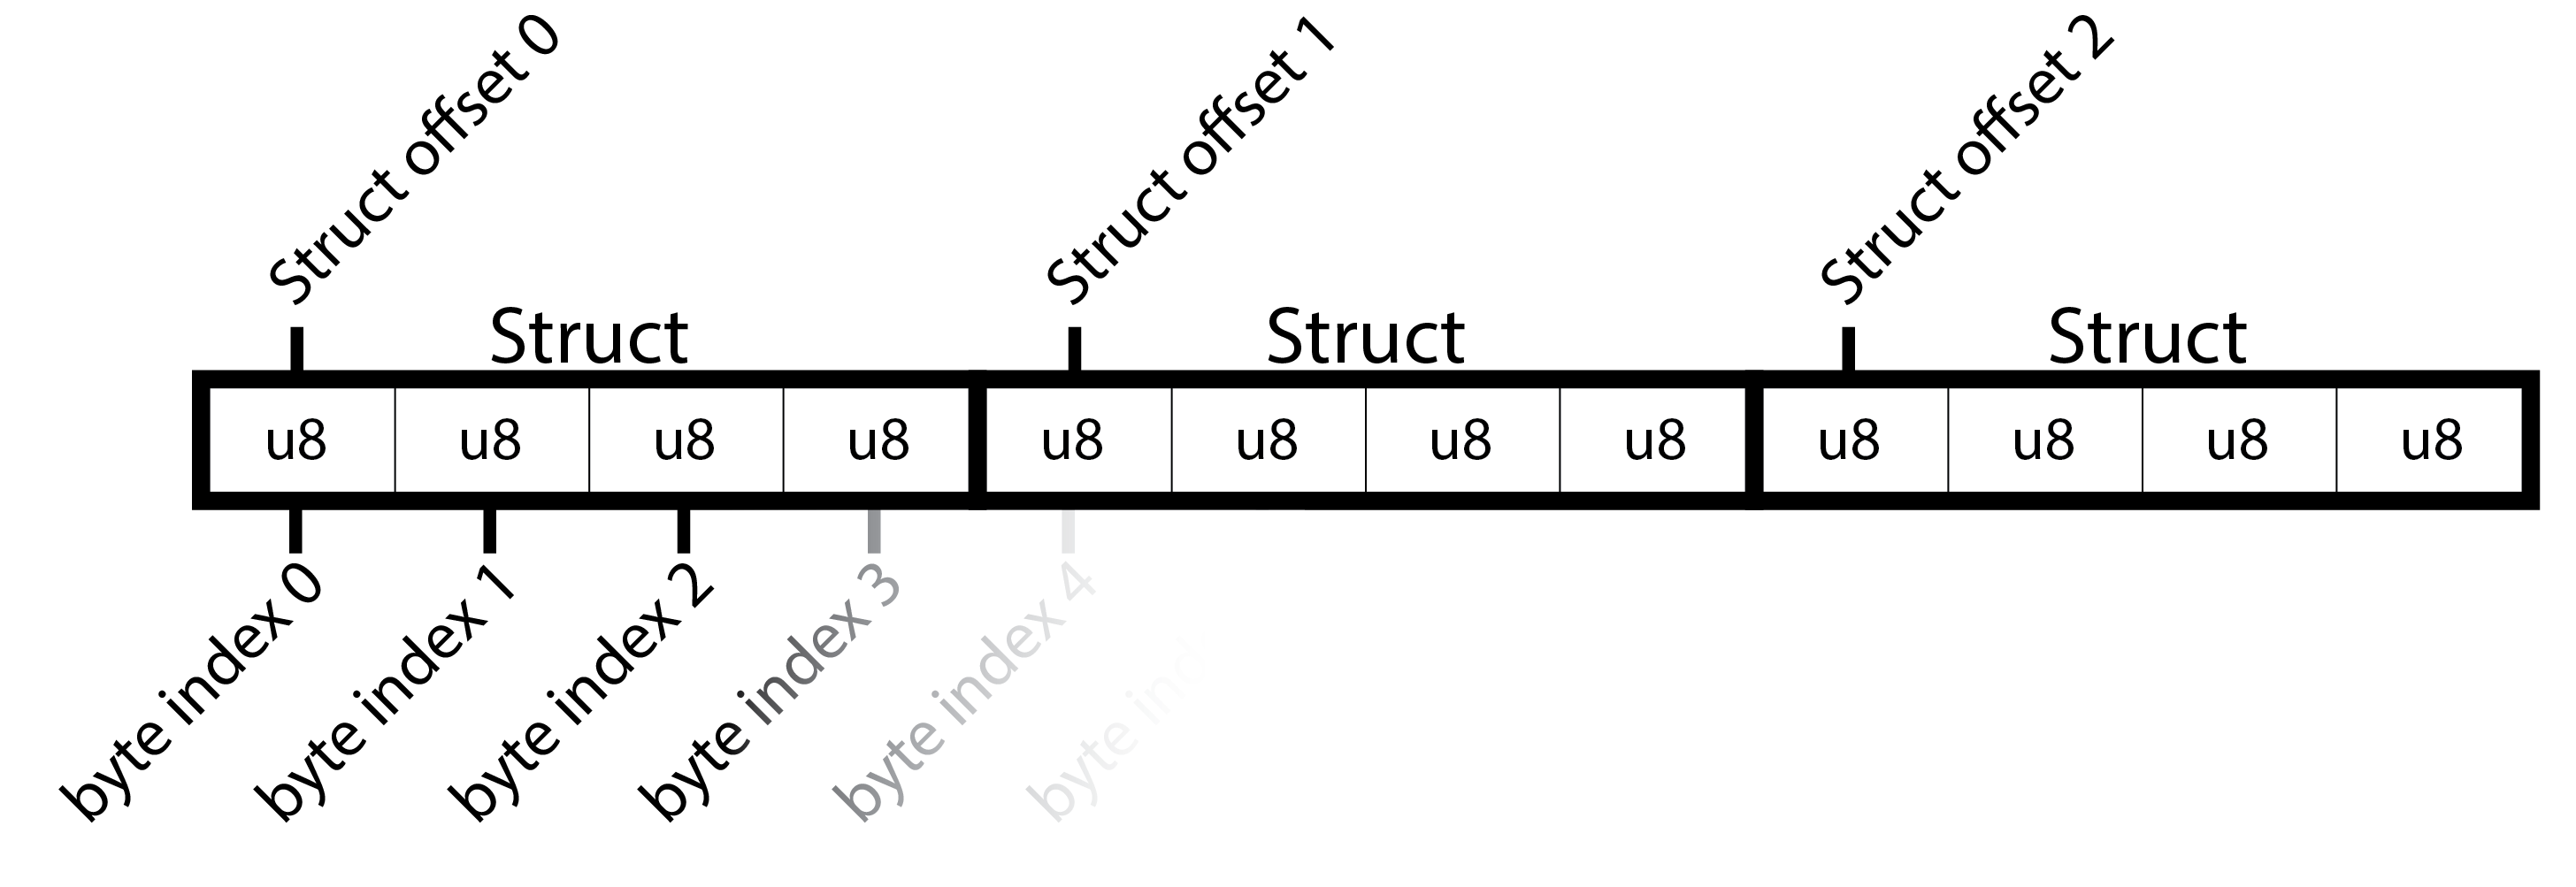 Struct offset 0
Struct offset 1
Struct offset 2
Struct
Struct
Struct
u8 u8 u8 u8 u8 u8 u8 u8 u8 u8 u8 u8
byte index 0
byte index 1
byte index 2
byte index 3
byte index 4
byte